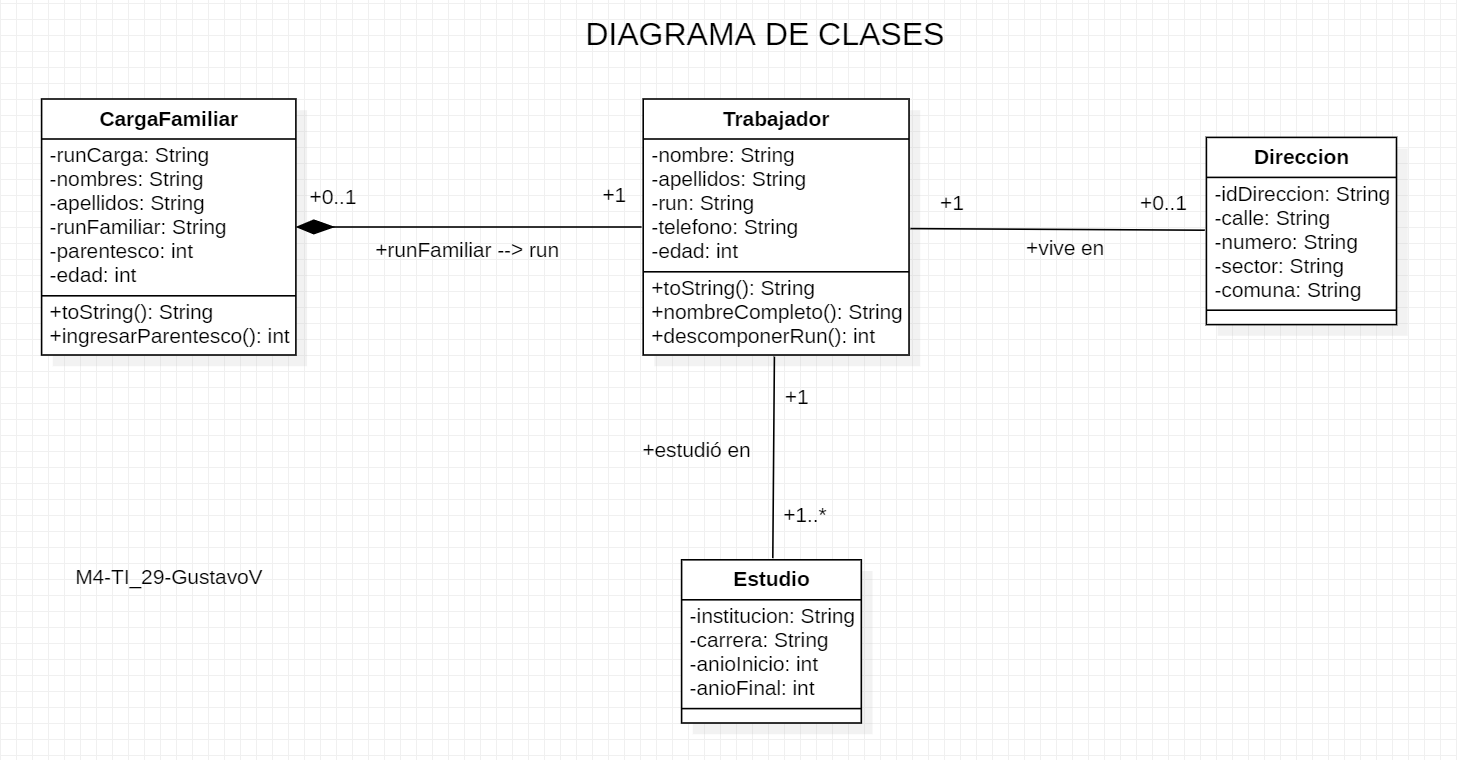 DIAGRAMA DE CLASES
CargaFamiliar
-runCarga: String
-nombres: String
-apellidos: String
-runFamiliar: String
-parentesco: int
-edad: int
+toString(): String
+ingresarParentesco(): int
+0..1
+1
+runFamiliar --> run
Trabajador
-nombre: String
-apellidos: String
-run: String
-telefono: String
-edad: int
+toString(): String
+nombreCompleto(): String
+descomponerRun(): int
+1
+0..1
+vive en
Direccion
-idDireccion: String
-calle: String
-numero: String
-sector: String
-comuna: String
+1
+estudió en
+1..*
Estudio
-institucion: String
-carrera: String
-anioInicio: int
-anioFinal: int
M4-TI_29-GustavoV